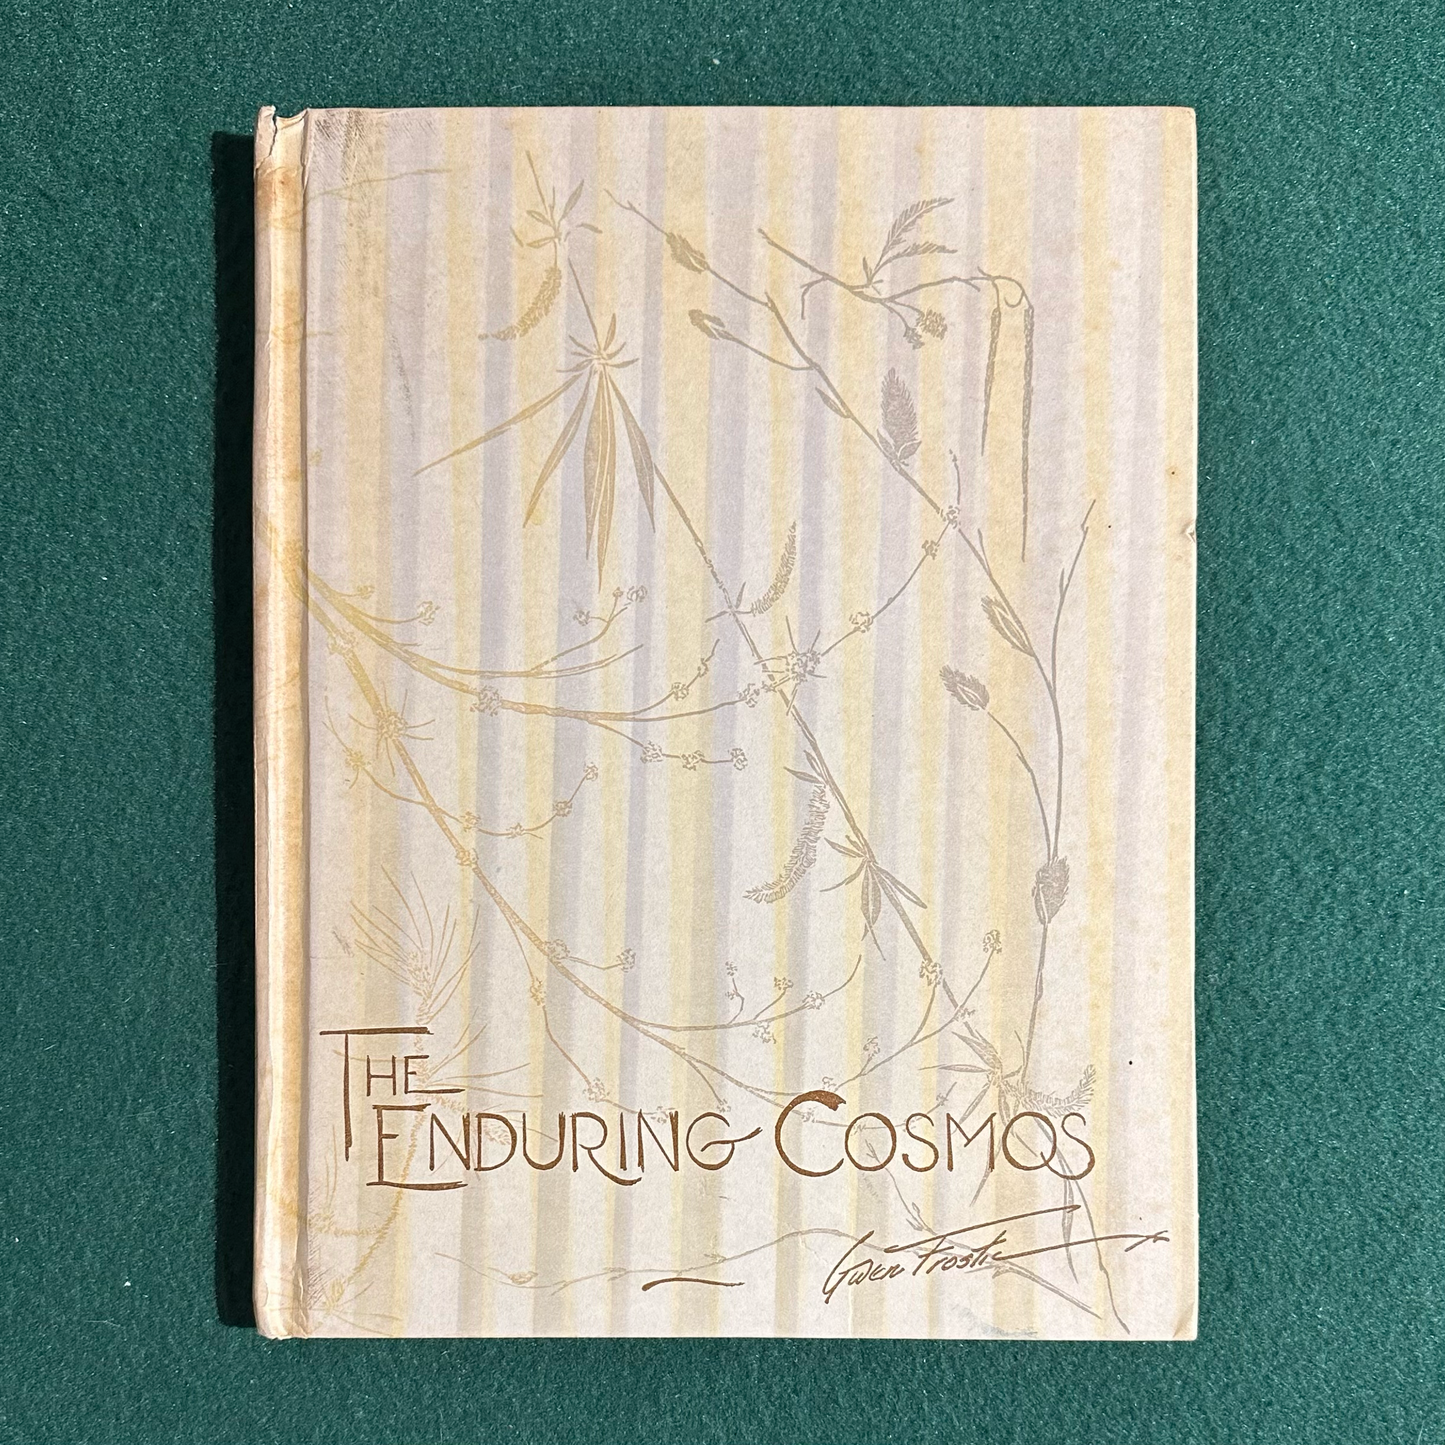 THE
ENDURING COSMOS
Gwen Frostic